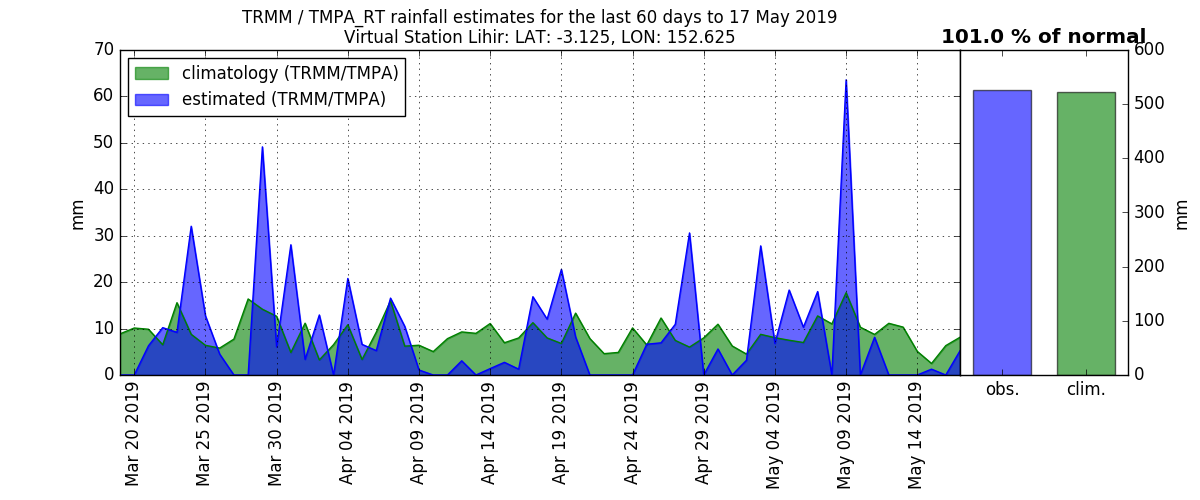 TRMM / TMPA_RT rainfall estimates for the last 60 days to 17 May 2019
Virtual Station Lihir: LAT: -3.125, LON: 152.625
101.0 % of normal
climatology (TRMM/TMPA)
estimated (TRMM/TMPA)
70
60
50
40
30
20
10
0
mm
Mar 20 2019
Mar 25 2019
Mar 30 2019
Apr 04 2019
Apr 09 2019
Apr 14 2019
Apr 19 2019
Apr 24 2019
Apr 29 2019
May 04 2019
May 09 2019
May 14 2019
600
500
400
300
200
100
0
mm
obs.
clim.